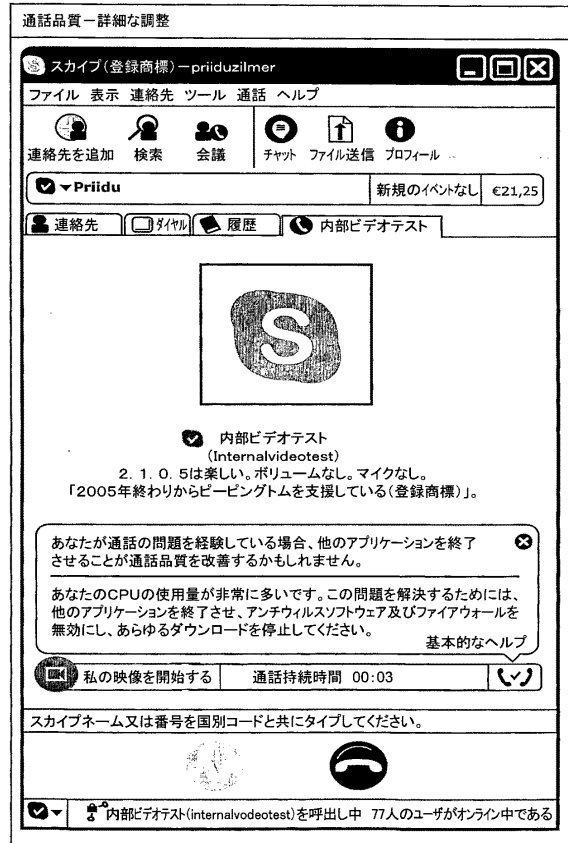 通話品質－詳細な調整
スカイプ(登録商標)－priiduzilmer
ファイル 表示 連絡先 ツール 通話 ヘルプ
連絡先を追加 検索 会議 チャット ファイル送信 プロフィール
Priidu 新規のイベントなし €21,25
連絡先 ダイヤル 履歴 内部ビデオテスト
S
内部ビデオテスト
(Internalvideotest)
2. 1. 0. 5は楽しい。ボリュームなし。マイクなし。
「2005年終わりからピーピングトムを支援している(登録商標)」。
あなたが通話の問題を経験している場合、他のアプリケーションを終了
させることが通話品質を改善するかもしれません。
あなたのCPUの使用量が非常に多いです。この問題を解決するためには、
他のアプリケーションを終了させ、アンチウィルスソフトウェア及びファイアウォールを
無効にし、あらゆるダウンロードを停止してください。
基本的なヘルプ
私の映像を開始する 通話持続時間 00:03
スカイプネーム又は番号を国別コードと共にタイプしてください。
内部ビデオテスト(internalvodeotest)を呼出し中 77人のユーザがオンライン中である